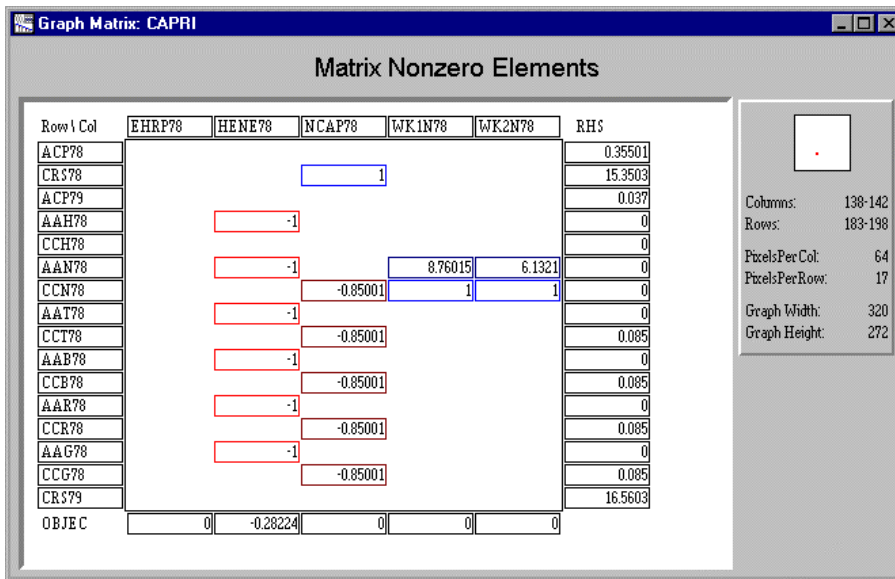 Graph Matrix: CAPRI
Matrix Nonzero Elements
Row \ Col EHRP78 HENE78 NCAP78 WK1N78 WK2N78 RHS
ACP78 0.35501
CRS78 1 15.3503
ACP79 0.037
AAH78 -1 0
CCH78 0
AAN78 -1 8.76015 6.1321 0
CCN78 -0.85001 1 1 0
AAT78 -1 0
CCT78 -0.85001 0.085
AAB78 -1 0
CCB78 -0.85001 0.085
AAR78 -1 0
CCR78 -0.85001 0.085
AAG78 -1 0
CCG78 -0.85001 0.085
CRS79 16.5603
OBJEC 0 -0.28224 0 0 0
Columns: 138-142
Rows: 183-198
PixelsPerCol: 64
PixelsPerRow: 17
Graph Width: 320
Graph Height: 272